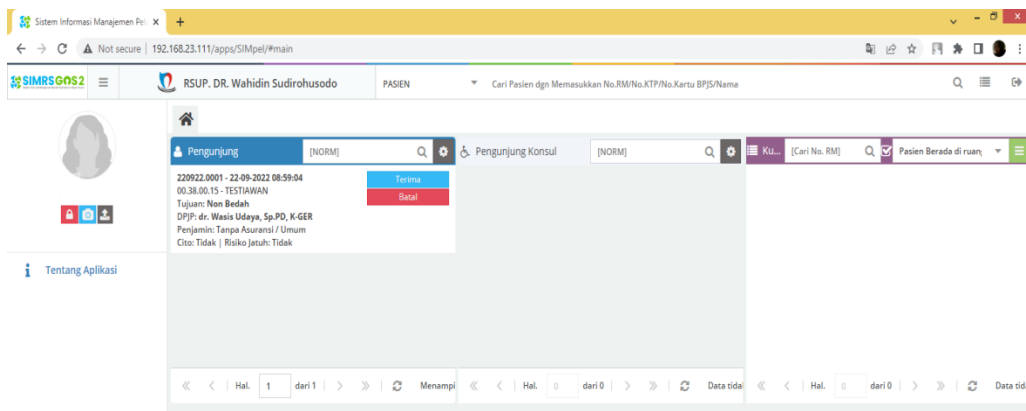 Sistem Informasi Manajemen Pel
Not secure | 192.168.23.111/apps/SIMpel/#main
SIMRSGOS2
RSUP. DR. Wahidin Sudirohusodo
PASIEN
Cari Pasien dgn Memasukkan No.RM/No.KTP/No.Kartu BPJS/Nama
Pengunjung
[NORM]
Pengunjung Konsul
[NORM]
Ku...
[Cari No. RM]
Pasien Berada di ruang
220922.0001 - 22-09-2022 08:59:04
Terima
00.38.00.15 - TESTIAWAN
Batal
Tujuan: Non Bedah
DPJP: dr. Wasis Udaya, Sp.PD, K-GER
Penjamin: Tanpa Asuransi / Umum
Cito: Tidak | Risiko Jatuh: Tidak
Tentang Aplikasi
Hal. 1 dari 1
Menampi
Hal. 0 dari 0
Data tidal
Hal. 0 dari 0
Data tid